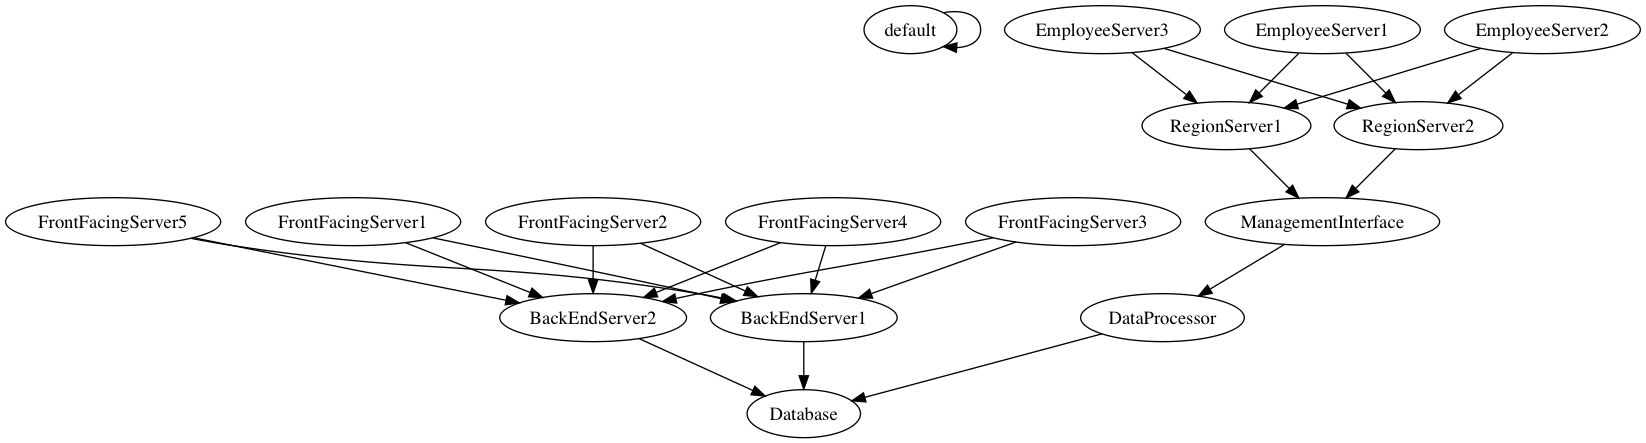 default
EmployeeServer3
EmployeeServer1
EmployeeServer2
RegionServer1
RegionServer2
FrontFacingServer5
FrontFacingServer1
FrontFacingServer2
FrontFacingServer4
FrontFacingServer3
ManagementInterface
BackEndServer2
BackEndServer1
DataProcessor
Database